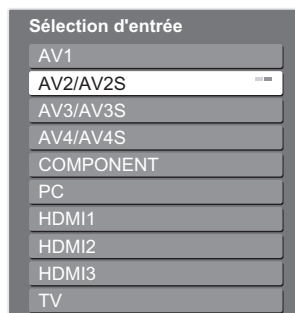 Sélection d'entrée
AV1
AV2/AV2S
AV3/AV3S
AV4/AV4S
COMPONENT
PC
HDMI1
HDMI2
HDMI3
TV